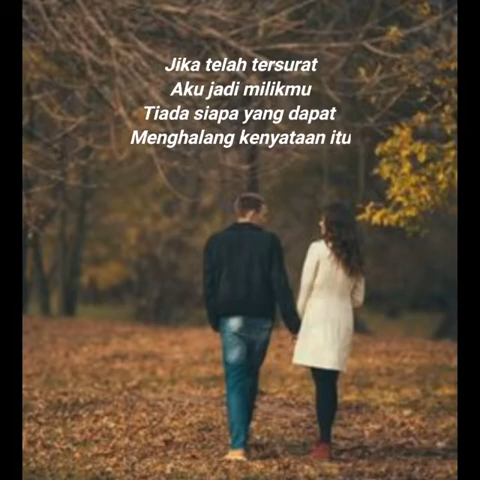 Jika telah tersurat
Aku jadi milikmu
Tiada siapa yang dapat
Menghalang kenyataan itu